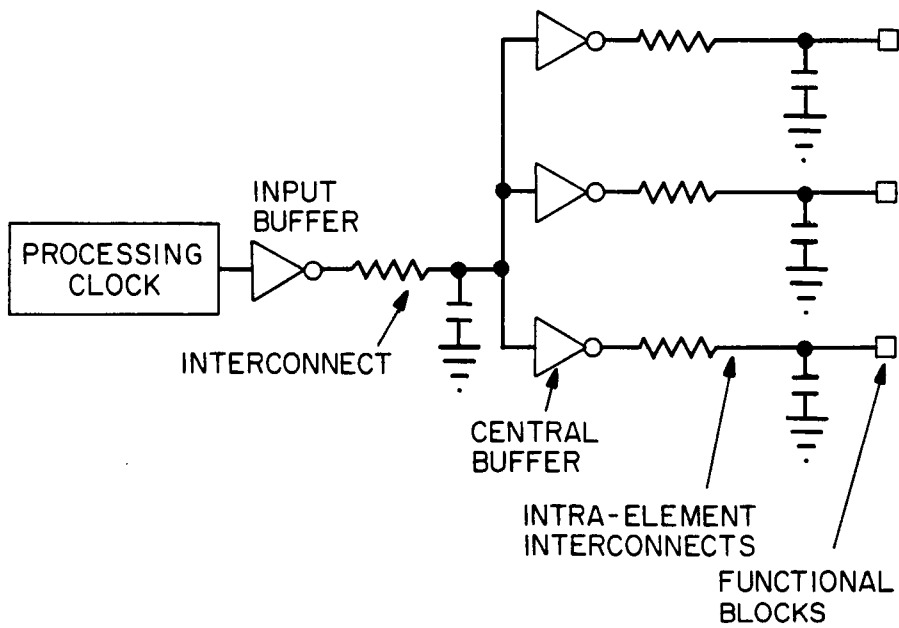 INPUT
BUFFER
PROCESSING
CLOCK
INTERCONNECT
CENTRAL
BUFFER
INTRA-ELEMENT
INTERCONNECTS
FUNCTIONAL
BLOCKS